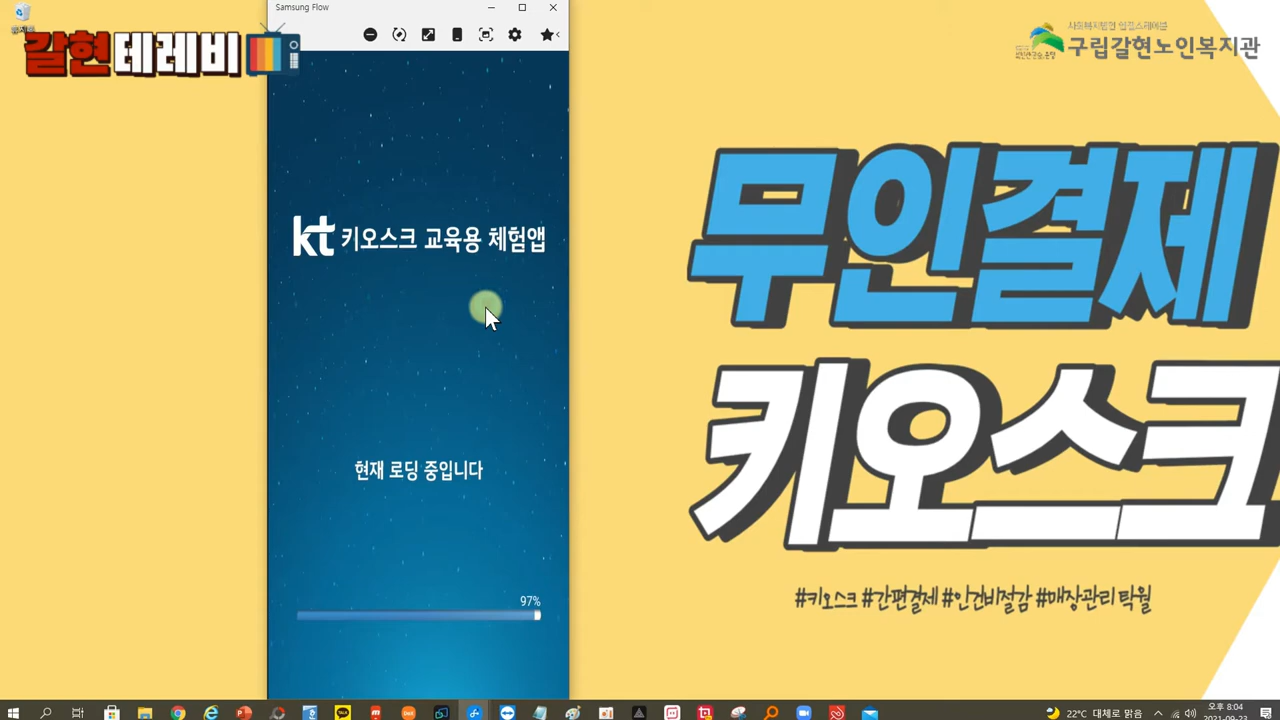 Samsung Flow
갈현테레비
구립갈현노인복지관
무인결제
키오스크
#키오스크 #간편결제 #인건비절감 #매장관리 탁월
kt 키오스크 교육용 체험앱
현재 로딩 중입니다
97%
22°C 대체로 맑음
오후 8:04
2021-09-23